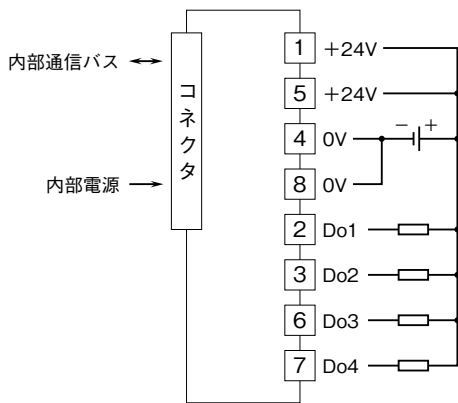 1 +24V
内部通信バス
5 +24V
コネクタ
4 0V − +
内部電源
8 0V
2 Do1
3 Do2
6 Do3
7 Do4